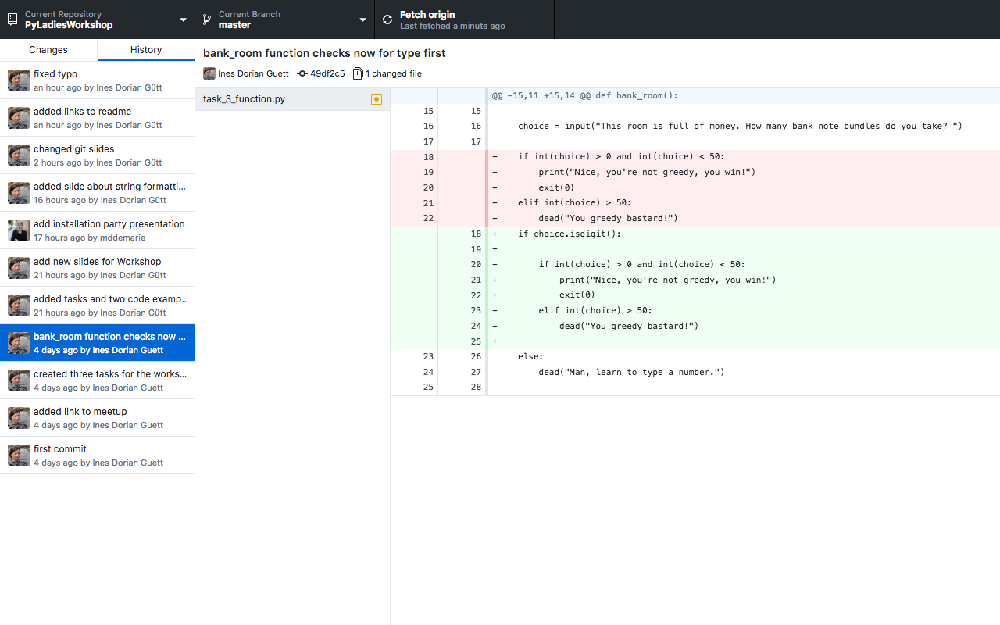 Current Repository
PyLadiesWorkshop
Current Branch
master
Fetch origin
Last fetched a minute ago
Changes
History
fixed typo
an hour ago by Ines Dorian Gütt
added links to readme
an hour ago by Ines Dorian Gütt
changed git slides
2 hours ago by Ines Dorian Gütt
added slide about string formatti...
16 hours ago by Ines Dorian Gütt
add installation party presentation
17 hours ago by mddemarie
add new slides for Workshop
21 hours ago by Ines Dorian Gütt
added tasks and two code examp..
21 hours ago by Ines Dorian Gütt
bank_room function checks now ...
4 days ago by Ines Dorian Guett
created three tasks for the works...
4 days ago by Ines Dorian Guett
added link to meetup
4 days ago by Ines Dorian Guett
first commit
4 days ago by Ines Dorian Guett
bank_room function checks now for type first
Ines Dorian Guett 49df2c5 1 changed file
task_3_function.py
@@ -15,11 +15,14 @@ def bank_room():
15 15
16 16 choice = input("This room is full of money. How many bank note bundles do you take? ")
17 17
18 - if int(choice) > 0 and int(choice) < 50:
19 - print("Nice, you're not greedy, you win!")
20 - exit(0)
21 - elif int(choice) > 50:
22 - dead("You greedy bastard!")
18 + if choice.isdigit():
19 +
20 + if int(choice) > 0 and int(choice) < 50:
21 + print("Nice, you're not greedy, you win!")
22 + exit(0)
23 + elif int(choice) > 50:
24 + dead("You greedy bastard!")
25 +
23 26 else:
24 27 dead("Man, learn to type a number.")
25 28